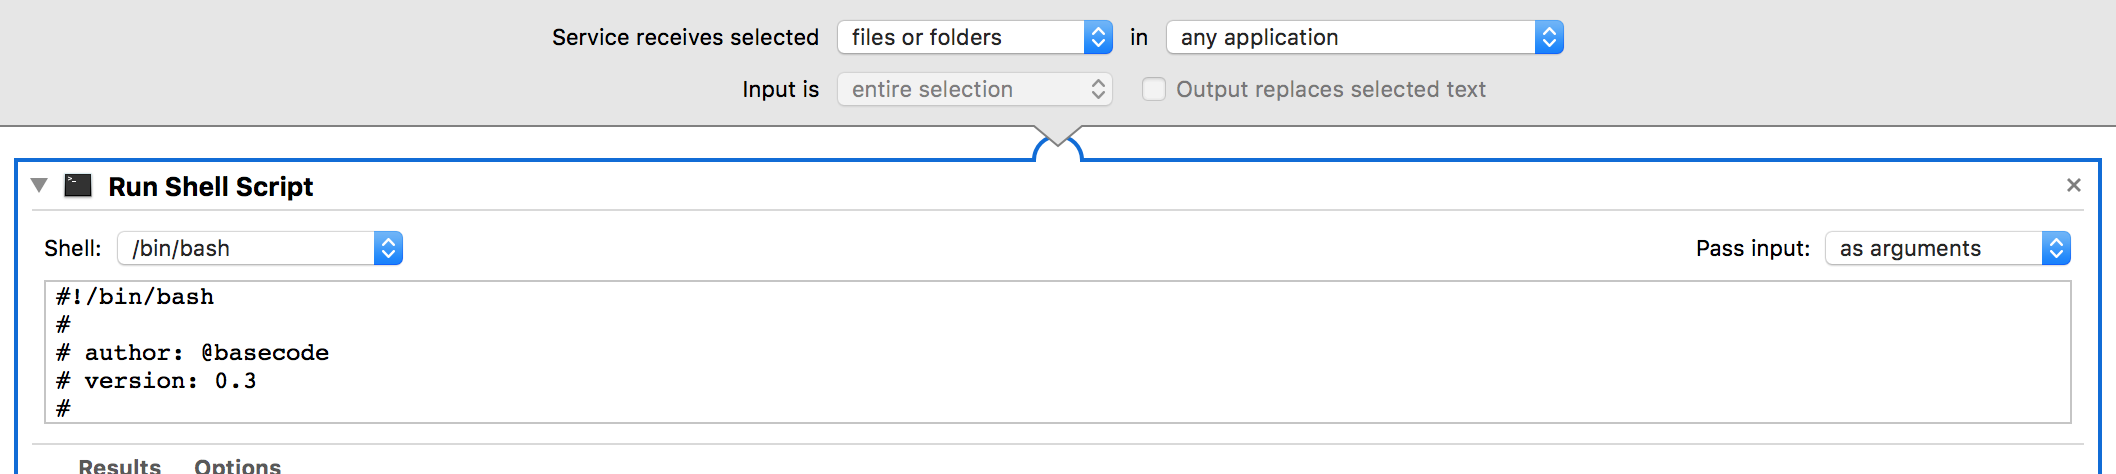 Service receives selected files or folders in any application
Input is entire selection Output replaces selected text
Run Shell Script
Shell: /bin/bash Pass input: as arguments
#!/bin/bash
#
# author: @basecode
# version: 0.3
#
Results Options